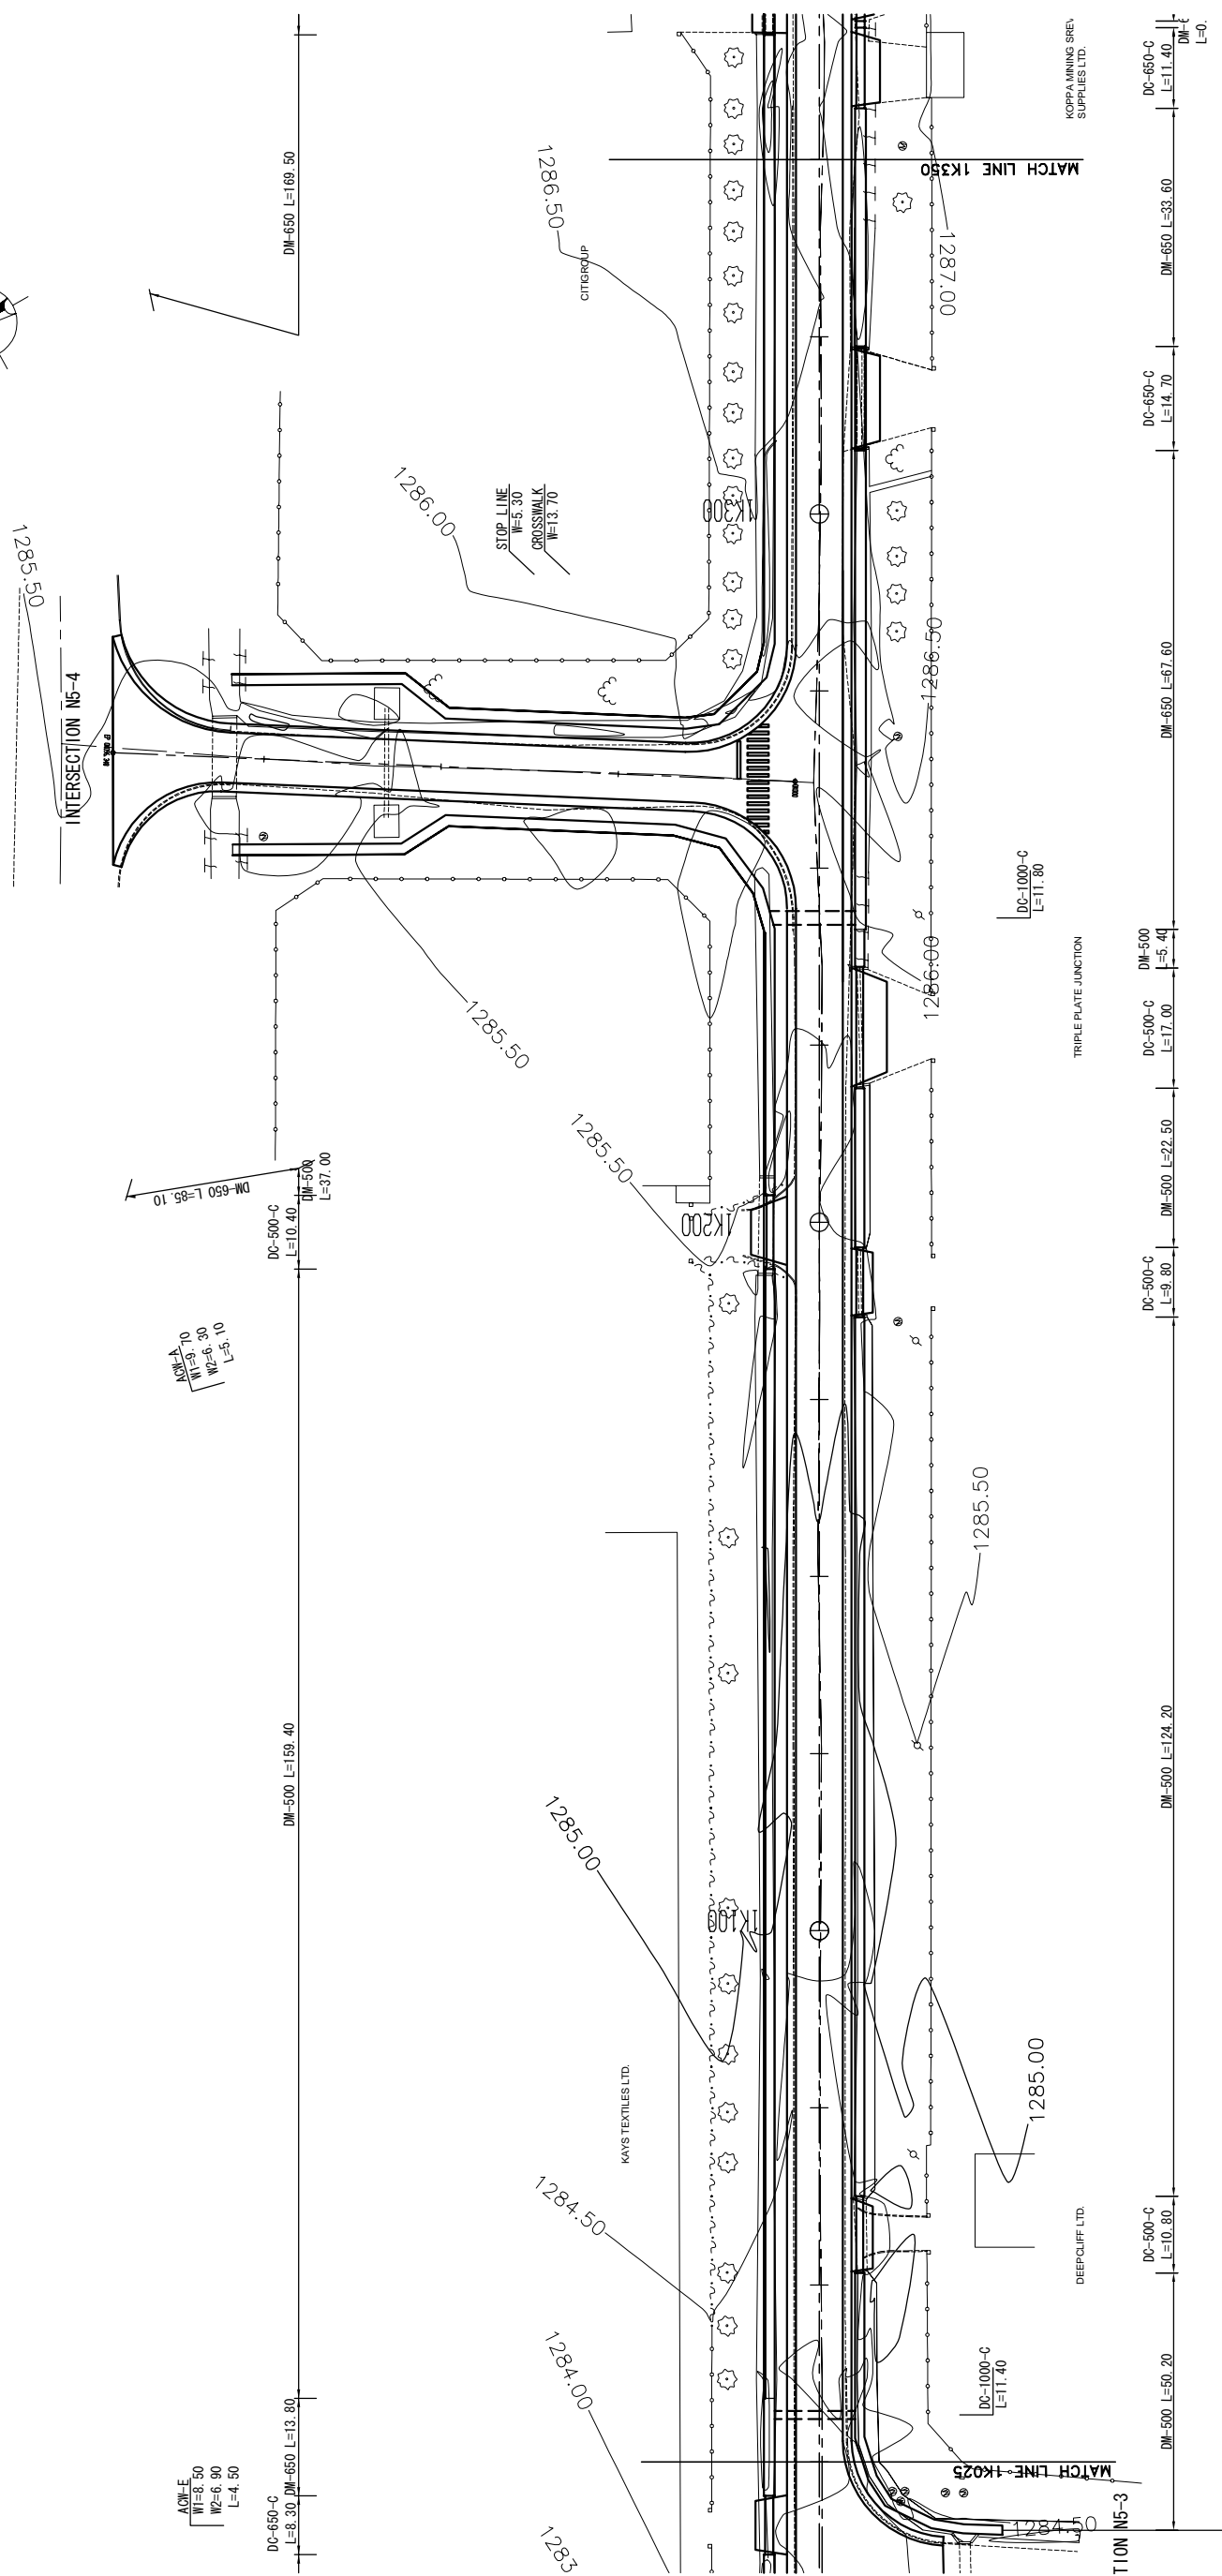 DM-650-C
L=11.40
L=0.
KOPPA MINING
SUPPLIES LTD.
MATCH LINE 1K350
DM-650 L=169.50
1286.50
CITIGROUP
1287.00
DM-650 L=33.60
DC-650-C
L=14.70
1286.00
STOP LINE
W=5.30
CROSSWALK
W=13.70
1K300
1285.50
INTERSECTION N5-4
1286.50
DM-650 L=67.60
DC-1000-C
L=11.80
1286.00
TRIPLE PLATE JUNCTION
DM-500
L=5.40
DC-500-C
L=17.00
1285.50
1285.50
DM-650 L=85.10
DM-500
L=37.00
DC-500-C
L=10.40
1K200
DM-500 L=22.50
DC-500-C
L=9.80
ACW-A
W1=9.70
W2=6.30
L=5.10
1285.50
DM-500 L=159.40
DM-500 L=124.20
1285.00
1K100
KAYS TEXTILES LTD.
1285.00
1284.50
DEEPCLIFF LTD.
DC-500-C
L=10.80
1284.00
DC-1000-C
L=11.40
DM-500 L=50.20
DM-650 L=13.80
MATCH LINE 1K025
ACW-E
W1=8.50
W2=6.90
L=4.50
DC-650-C
L=8.30
1283
1284.50
TION N5-3